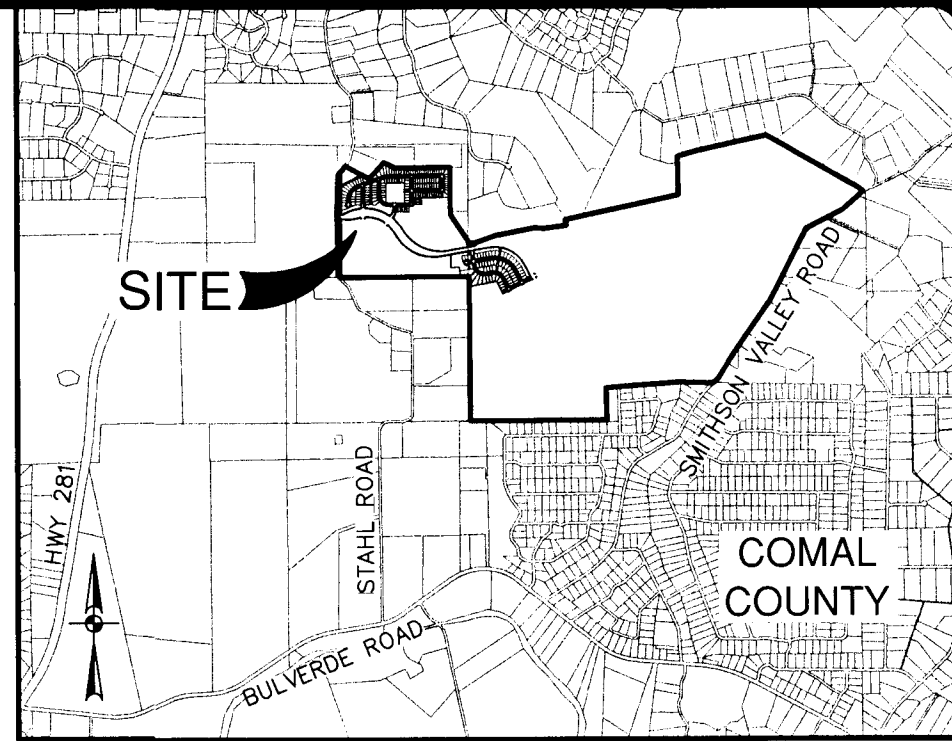 SITE
SMITHSON VALLEY ROAD
HWY 281
STAHL ROAD
COMAL
COUNTY
BULVERDE ROAD